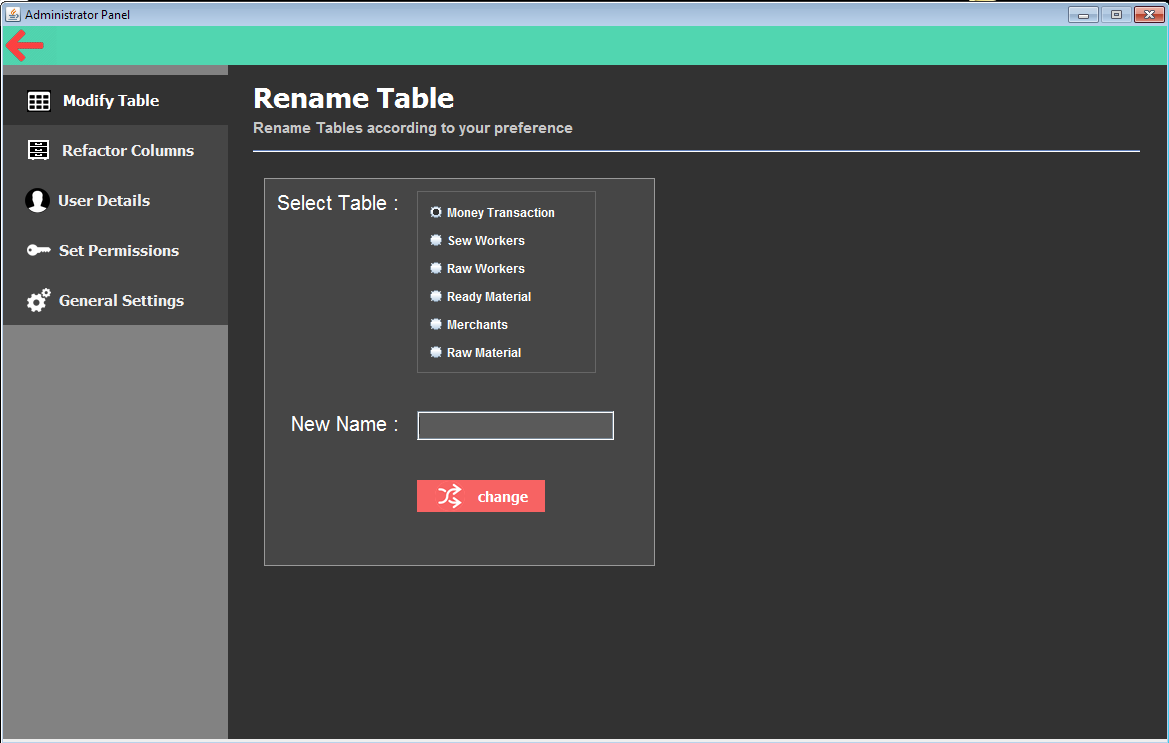 Administrator Panel
Modify Table
Refactor Columns
User Details
Set Permissions
General Settings
Rename Table
Rename Tables according to your preference
Select Table :
Money Transaction
Sew Workers
Raw Workers
Ready Material
Merchants
Raw Material
New Name :
change